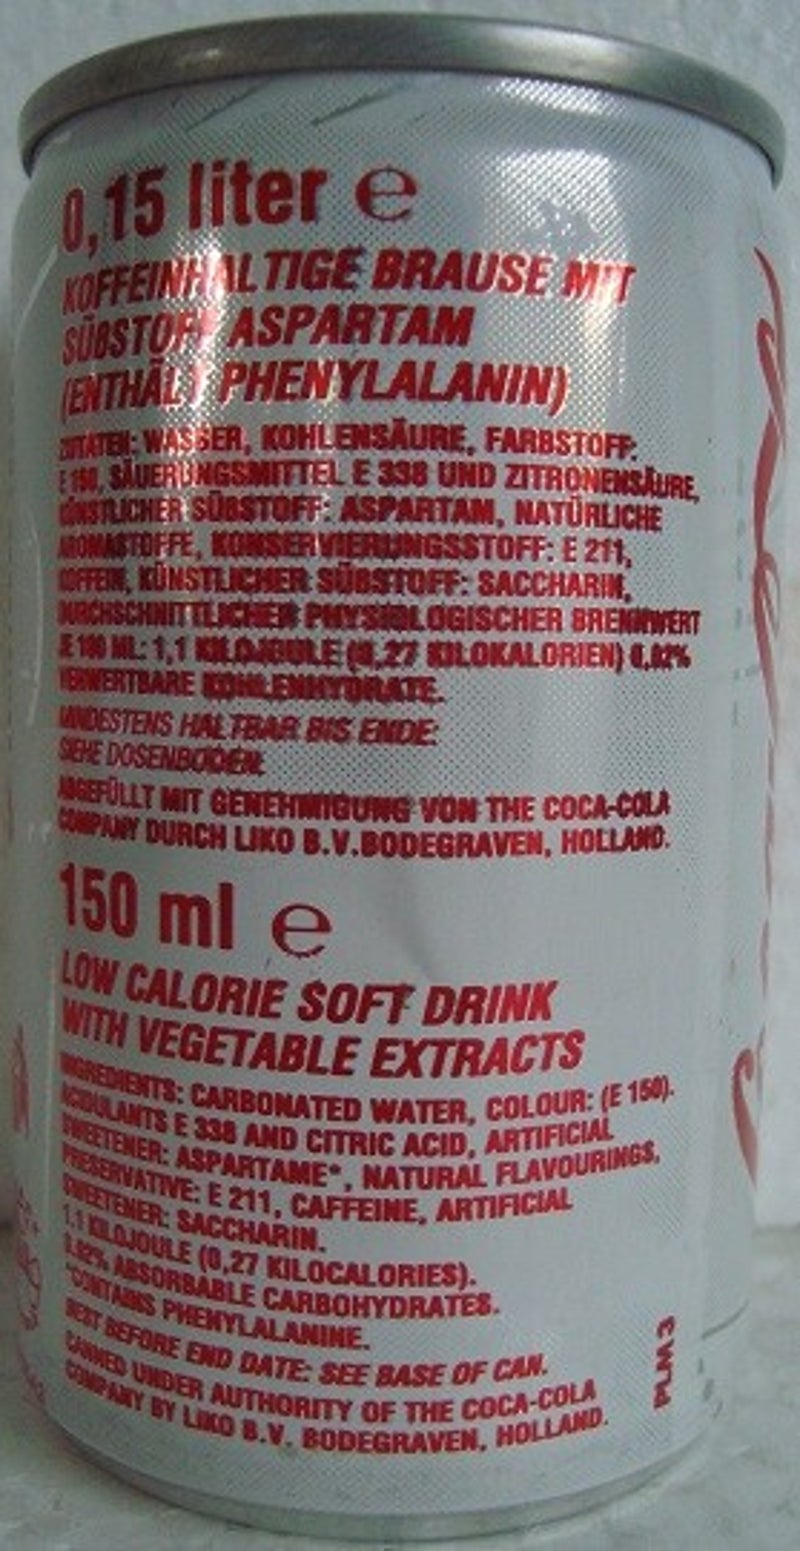 0,15 liter e
KOFFEINHALTIGE BRAUSE MIT
SÜBSTOFF ASPARTAM
(ENTHÄLT PHENYLALANIN)
ZUTATEN: WASSER, KOHLENSÄURE, FARBSTOFF:
E 150, SÄUERUNGSMITTEL E 338 UND ZITRONENSÄURE,
KÜNSTLICHER SÜBSTOFF: ASPARTAM, NATÜRLICHE
AROMASTOFFE, KONSERVIERUNGSSTOFF: E 211,
KOFFEIN, KÜNSTLICHER SÜBSTOFF: SACCHARIN,
DURCHSCHNITTLICHER PHYSIOLOGISCHER BRENNWERT
JE 100 ML: 1,1 KILOJOULE (0,27 KILOKALORIEN) 0,02%
VERWERTBARE KOHLENHYDRATE.
MINDESTENS HALTBAR BIS ENDE:
SIEHE DOSENBODEN.
ABGEFÜLLT MIT GENEHMIGUNG VON THE COCA-COLA
COMPANY DURCH LIKO B.V. BODEGRAVEN, HOLLAND.
150 ml e
LOW CALORIE SOFT DRINK
WITH VEGETABLE EXTRACTS
INGREDIENTS: CARBONATED WATER, COLOUR: (E 150).
ACIDULANTS E 338 AND CITRIC ACID, ARTIFICIAL
SWEETENER: ASPARTAME*, NATURAL FLAVOURINGS,
PRESERVATIVE: E 211, CAFFEINE, ARTIFICIAL
SWEETENER: SACCHARIN.
1.1 KILOJOULE (0,27 KILOCALORIES).
0.02% ABSORBABLE CARBOHYDRATES.
*CONTAINS PHENYLALANINE.
BEST BEFORE END DATE: SEE BASE OF CAN.
CANNED UNDER AUTHORITY OF THE COCA-COLA
COMPANY BY LIKO B.V. BODEGRAVEN, HOLLAND.
PLM 3